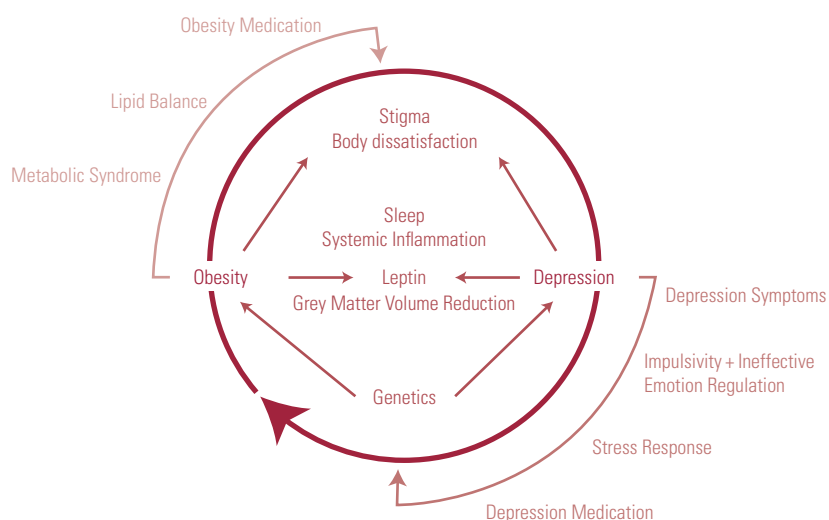 Obesity Medication
Lipid Balance
Stigma
Body dissatisfaction
Metabolic Syndrome
Sleep
Systemic Inflammation
Obesity
Leptin
Depression
Grey Matter Volume Reduction
Depression Symptoms
Impulsivity + Ineffective
Emotion Regulation
Genetics
Stress Response
Depression Medication